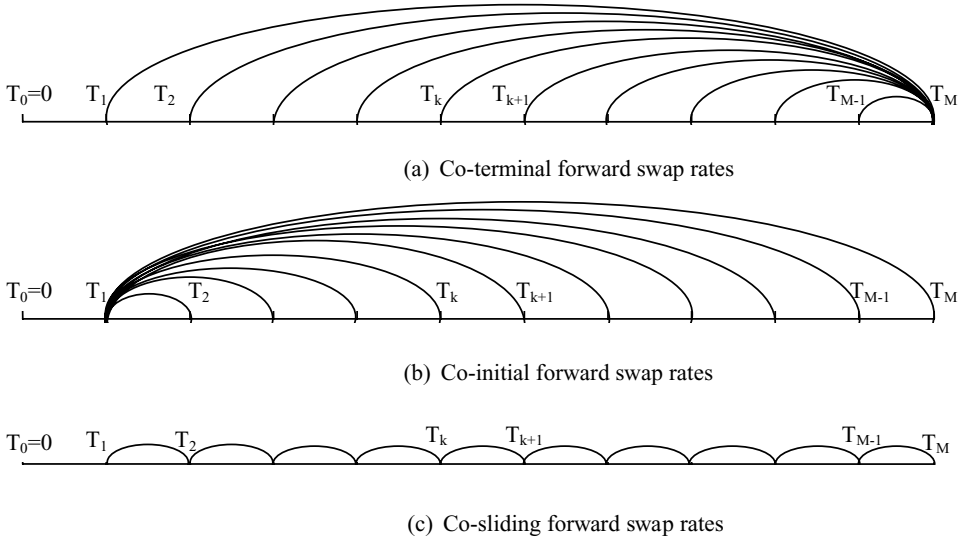 T0=0 T1 T2 Tk Tk+1 TM-1 TM
(a) Co-terminal forward swap rates
T0=0 T1 T2 Tk Tk+1 TM-1 TM
(b) Co-initial forward swap rates
T0=0 T1 T2 Tk Tk+1 TM-1 TM
(c) Co-sliding forward swap rates